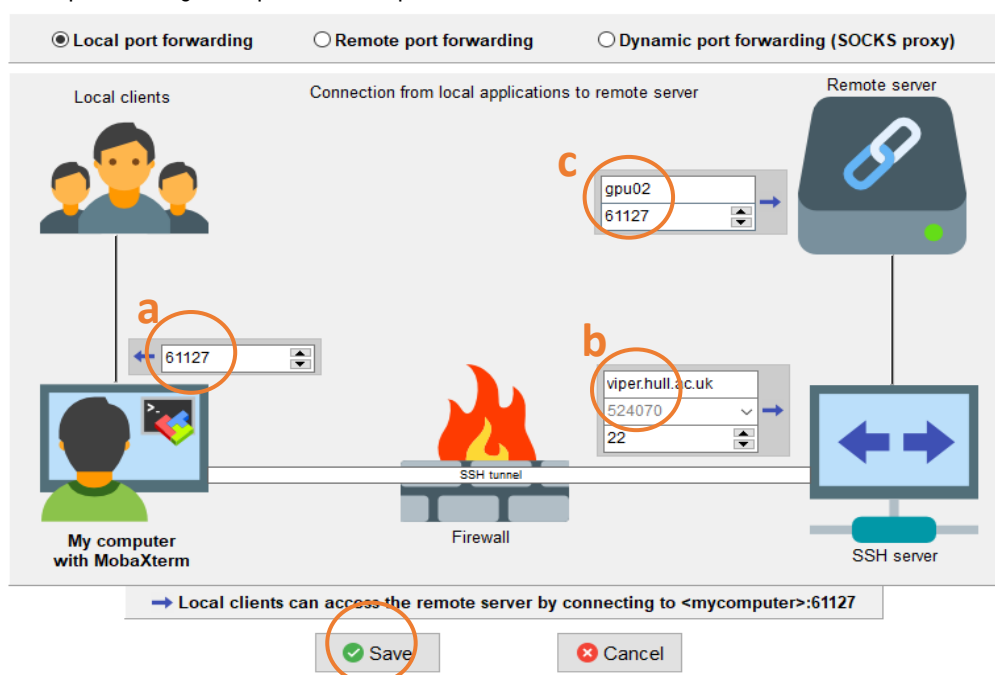 Local port forwarding Remote port forwarding Dynamic port forwarding (SOCKS proxy)
Local clients Connection from local applications to remote server Remote server
c
gpu02
61127
a
61127
b
viper.hull.ac.uk
524070
22
>_
SSH tunnel
Firewall
My computer
with MobaXterm
SSH server
Local clients can access the remote server by connecting to <mycomputer>:61127
Save Cancel